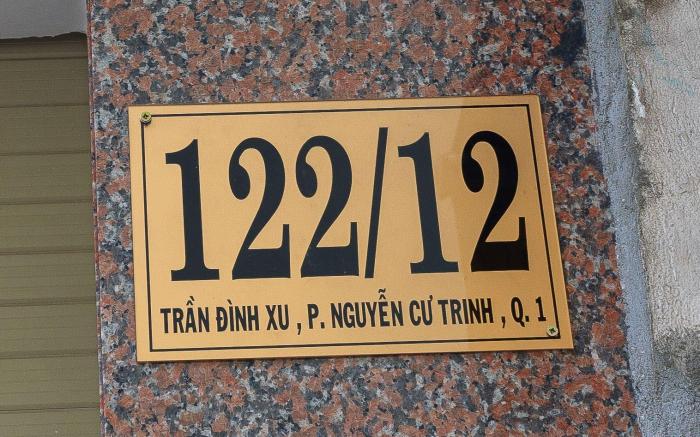 122/12
TRẦN ĐÌNH XU , P. NGUYỄN CƯ TRINH , Q. 1